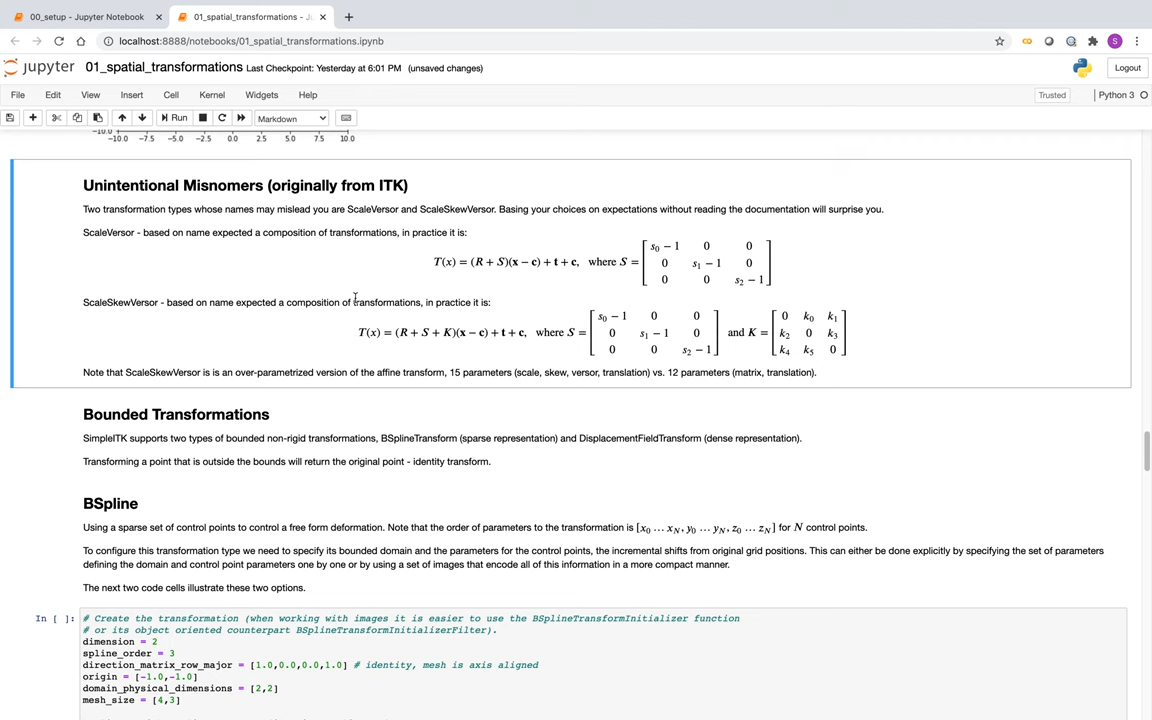 00_setup - Jupyter Notebook
01_spatial_transformations - J
localhost:8888/notebooks/01_spatial_transformations.ipynb
S
jupyter 01_spatial_transformations Last Checkpoint: Yesterday at 6:01 PM (unsaved changes)
Logout
File Edit View Insert Cell Kernel Widgets Help
Trusted
Python 3
Run
Markdown
−10.0
−10.0 −7.5 −5.0 −2.5 0.0 2.5 5.0 7.5 10.0
Unintentional Misnomers (originally from ITK)
Two transformation types whose names may mislead you are ScaleVersor and ScaleSkewVersor. Basing your choices on expectations without reading the documentation will surprise you.
ScaleVersor - based on name expected a composition of transformations, in practice it is:
T(x) = (R + S)(x − c) + t + c, where S = [ s₀ − 1 0 0
0 s₁ − 1 0
0 0 s₂ − 1 ]
ScaleSkewVersor - based on name expected a composition of transformations, in practice it is:
T(x) = (R + S + K)(x − c) + t + c, where S = [ s₀ − 1 0 0
0 s₁ − 1 0
0 0 s₂ − 1 ] and K = [ 0 k₀ k₁
k₂ 0 k₃
k₄ k₅ 0 ]
Note that ScaleSkewVersor is is an over-parametrized version of the affine transform, 15 parameters (scale, skew, versor, translation) vs. 12 parameters (matrix, translation).
Bounded Transformations
SimpleITK supports two types of bounded non-rigid transformations, BSplineTransform (sparse representation) and DisplacementFieldTransform (dense representation).
Transforming a point that is outside the bounds will return the original point - identity transform.
BSpline
Using a sparse set of control points to control a free form deformation. Note that the order of parameters to the transformation is [x₀ … x_N, y₀ … y_N, z₀ … z_N] for N control points.
To configure this transformation type we need to specify its bounded domain and the parameters for the control points, the incremental shifts from original grid positions. This can either be done explicitly by specifying the set of parameters
defining the domain and control point parameters one by one or by using a set of images that encode all of this information in a more compact manner.
The next two code cells illustrate these two options.
In [ ]: # Create the transformation (when working with images it is easier to use the BSplineTransformInitializer function
# or its object oriented counterpart BSplineTransformInitializerFilter).
dimension = 2
spline_order = 3
direction_matrix_row_major = [1.0,0.0,0.0,1.0] # identity, mesh is axis aligned
origin = [-1.0,-1.0]
domain_physical_dimensions = [2,2]
mesh_size = [4,3]